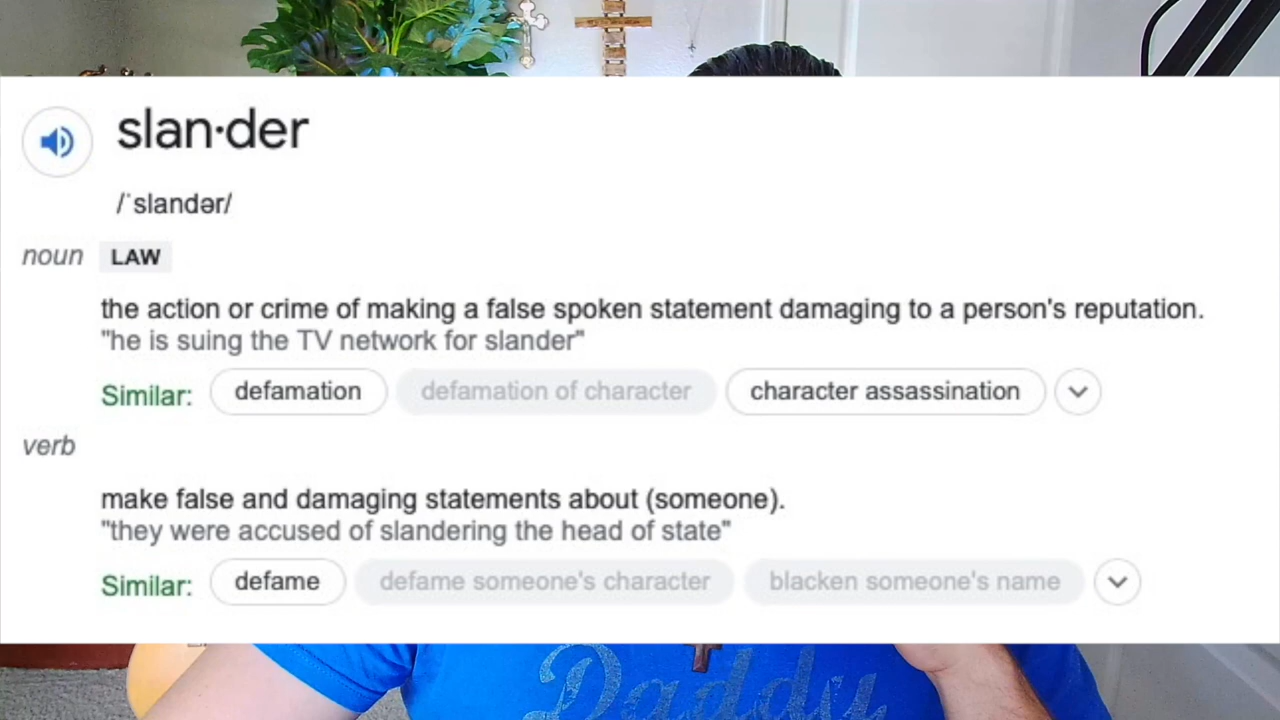 slan·der
/ˈslandər/
noun LAW
the action or crime of making a false spoken statement damaging to a person's reputation.
"he is suing the TV network for slander"
Similar: defamation defamation of character character assassination
verb
make false and damaging statements about (someone).
"they were accused of slandering the head of state"
Similar: defame defame someone's character blacken someone's name
Daddy